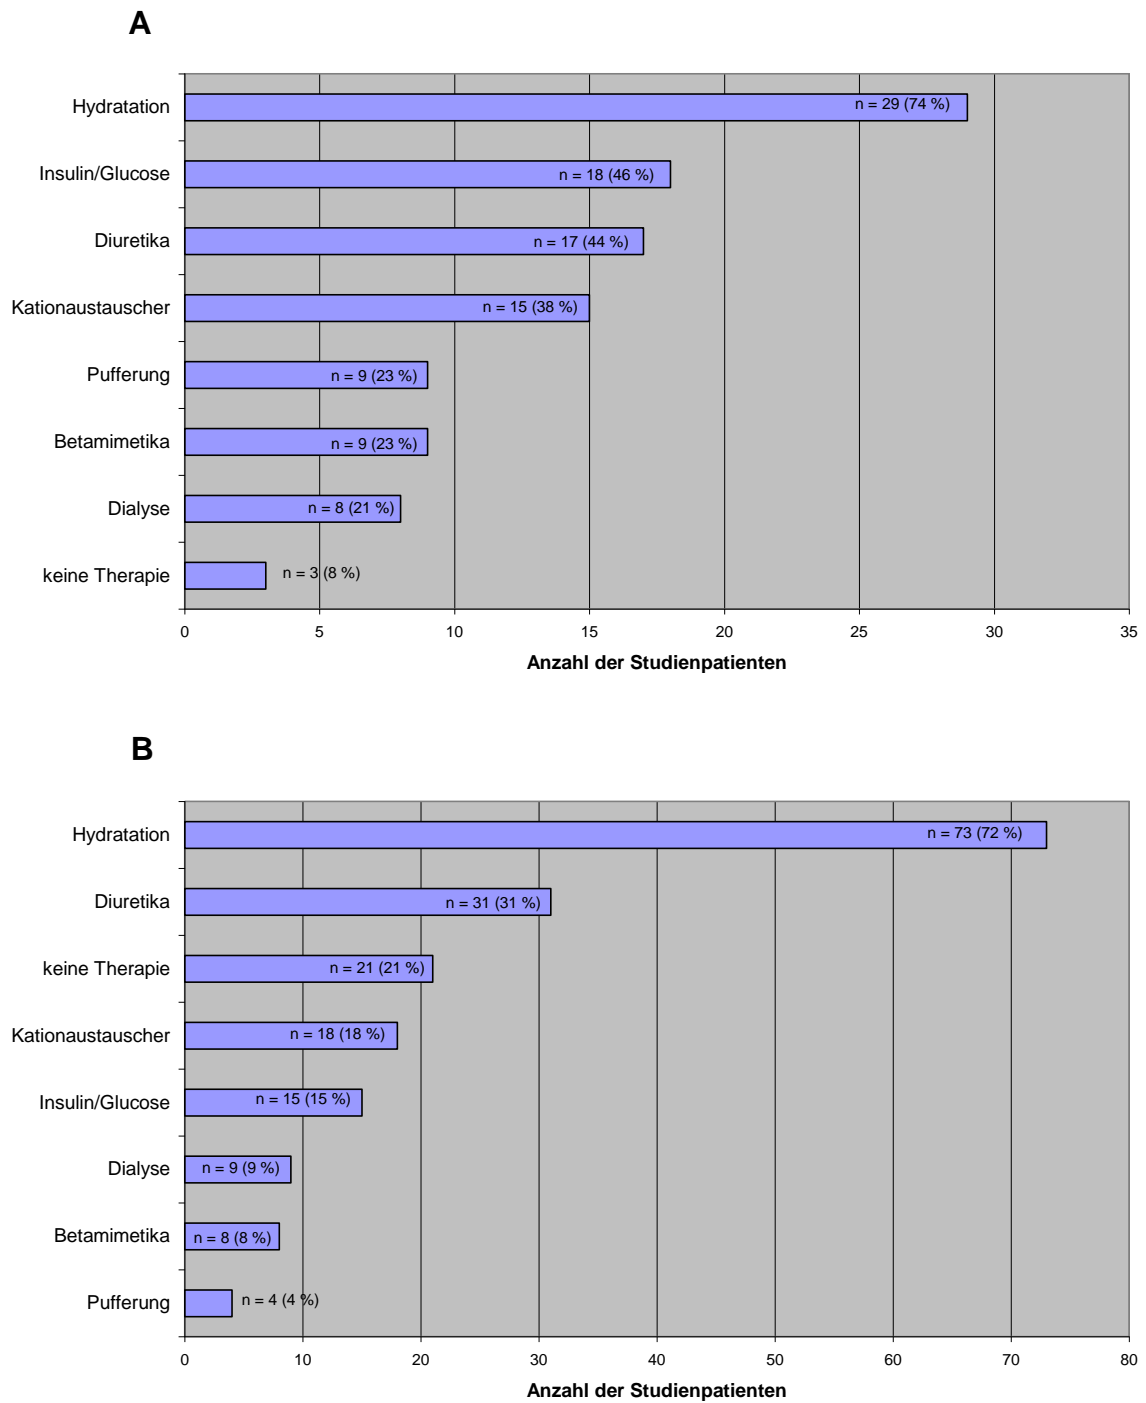 A
Hydratation
n = 29 (74 %)
Insulin/Glucose
n = 18 (46 %)
Diuretika
n = 17 (44 %)
Kationaustauscher
n = 15 (38 %)
Pufferung
n = 9 (23 %)
Betamimetika
n = 9 (23 %)
Dialyse
n = 8 (21 %)
keine Therapie
n = 3 (8 %)
0 5 10 15 20 25 30 35
Anzahl der Studienpatienten
B
Hydratation
n = 73 (72 %)
Diuretika
n = 31 (31 %)
keine Therapie
n = 21 (21 %)
Kationaustauscher
n = 18 (18 %)
Insulin/Glucose
n = 15 (15 %)
Dialyse
n = 9 (9 %)
Betamimetika
n = 8 (8 %)
Pufferung
n = 4 (4 %)
0 10 20 30 40 50 60 70 80
Anzahl der Studienpatienten